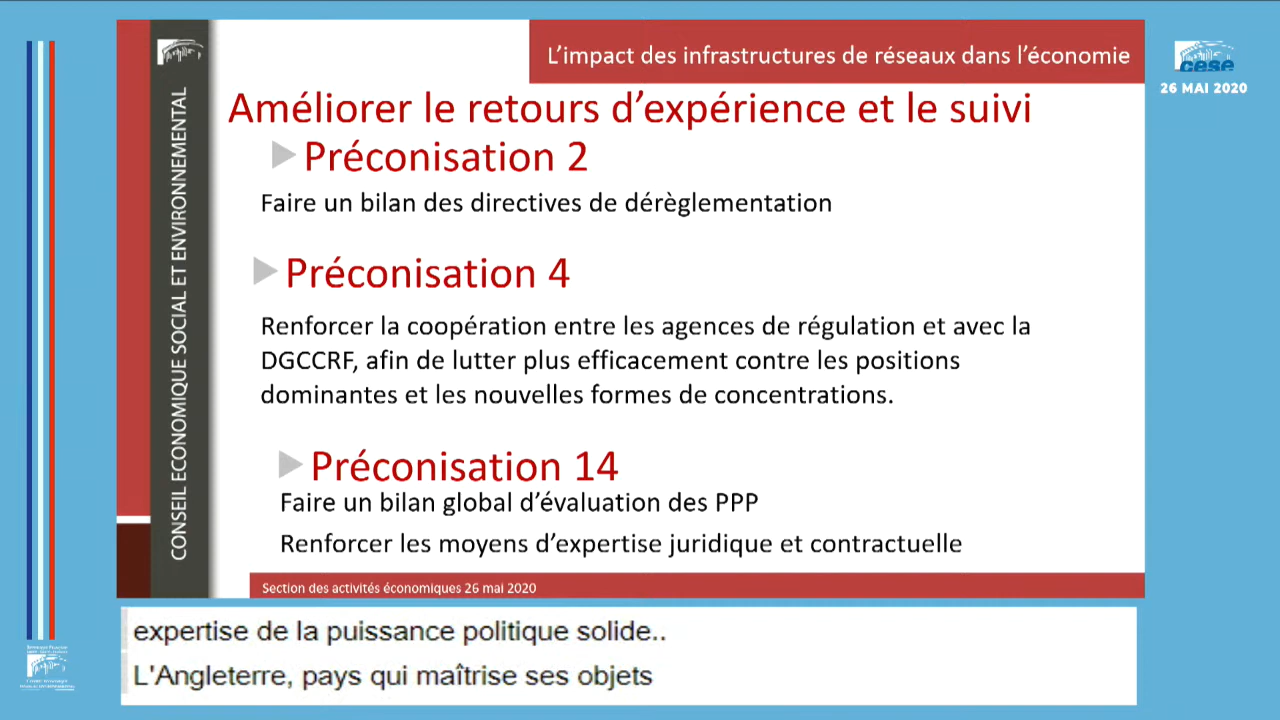 L'impact des infrastructures de réseaux dans l'économie
cese
26 MAI 2020
CONSEIL ECONOMIQUE SOCIAL ET ENVIRONNEMENTAL
Améliorer le retours d'expérience et le suivi
Préconisation 2
Faire un bilan des directives de dérèglementation
Préconisation 4
Renforcer la coopération entre les agences de régulation et avec la
DGCCRF, afin de lutter plus efficacement contre les positions
dominantes et les nouvelles formes de concentrations.
Préconisation 14
Faire un bilan global d'évaluation des PPP
Renforcer les moyens d'expertise juridique et contractuelle
Section des activités économiques 26 mai 2020
expertise de la puissance politique solide..
L'Angleterre, pays qui maîtrise ses objets